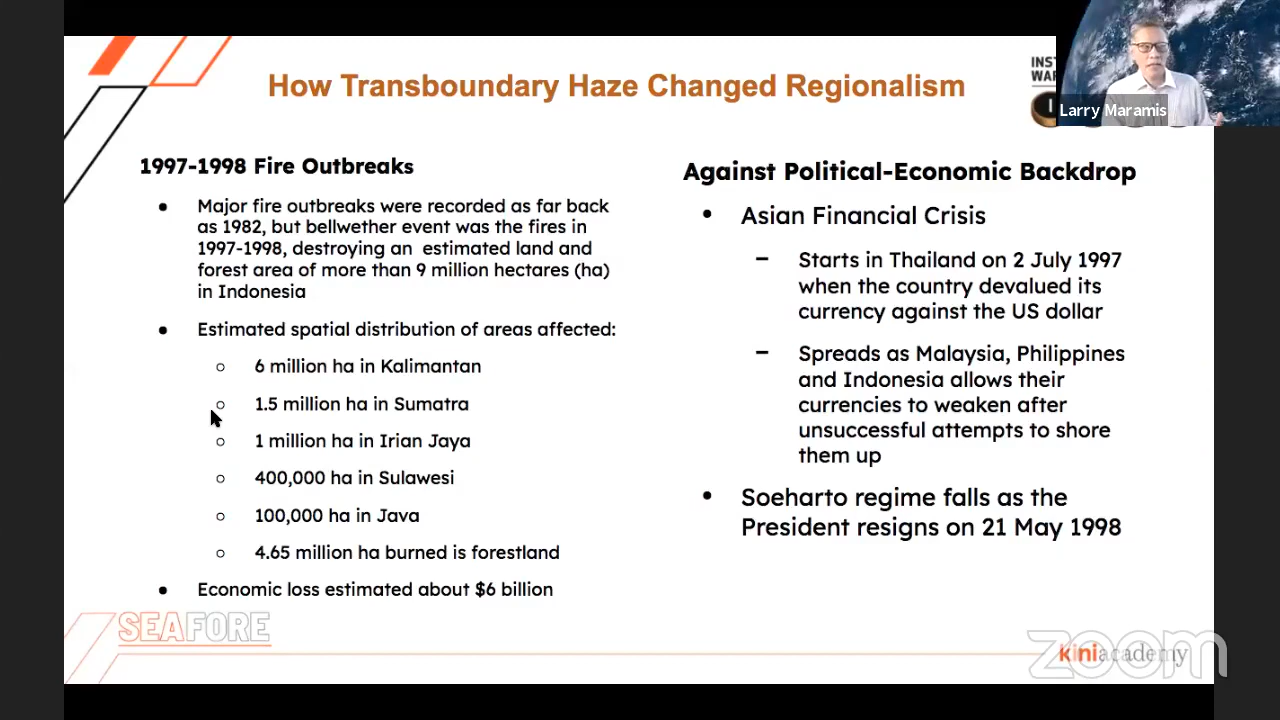 How Transboundary Haze Changed Regionalism
INST
WAR
Larry Maramis
1997-1998 Fire Outbreaks
Major fire outbreaks were recorded as far back
as 1982, but bellwether event was the fires in
1997-1998, destroying an estimated land and
forest area of more than 9 million hectares (ha)
in Indonesia
Estimated spatial distribution of areas affected:
6 million ha in Kalimantan
1.5 million ha in Sumatra
1 million ha in Irian Jaya
400,000 ha in Sulawesi
100,000 ha in Java
4.65 million ha burned is forestland
Economic loss estimated about $6 billion
Against Political-Economic Backdrop
Asian Financial Crisis
Starts in Thailand on 2 July 1997
when the country devalued its
currency against the US dollar
Spreads as Malaysia, Philippines
and Indonesia allows their
currencies to weaken after
unsuccessful attempts to shore
them up
Soeharto regime falls as the
President resigns on 21 May 1998
SEAFORE
kiniacademy
zoom